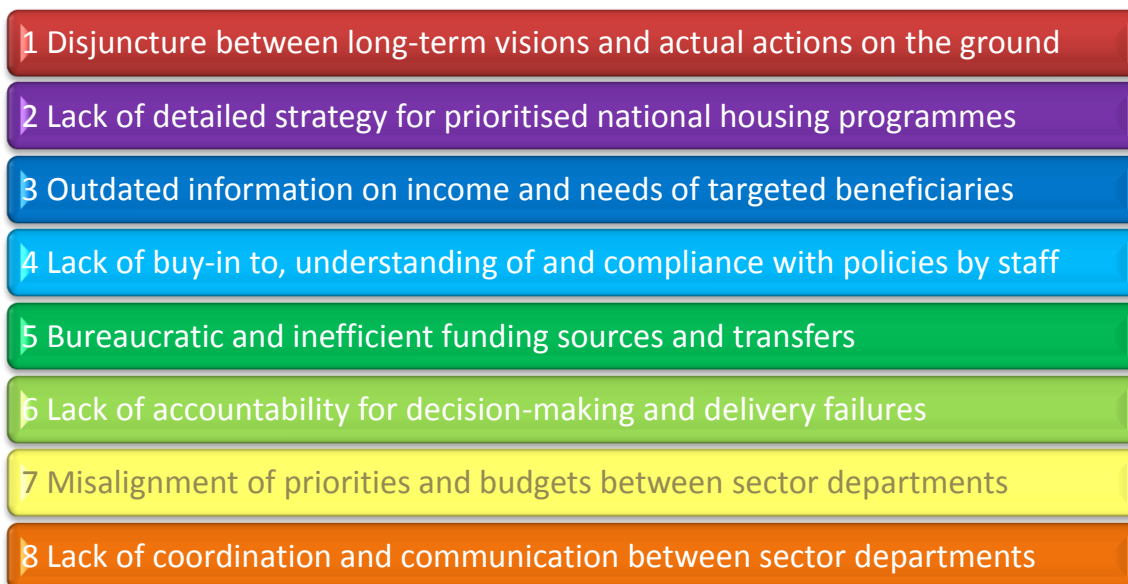 1 Disjuncture between long-term visions and actual actions on the ground
2 Lack of detailed strategy for prioritised national housing programmes
3 Outdated information on income and needs of targeted beneficiaries
4 Lack of buy-in to, understanding of and compliance with policies by staff
5 Bureaucratic and inefficient funding sources and transfers
6 Lack of accountability for decision-making and delivery failures
7 Misalignment of priorities and budgets between sector departments
8 Lack of coordination and communication between sector departments